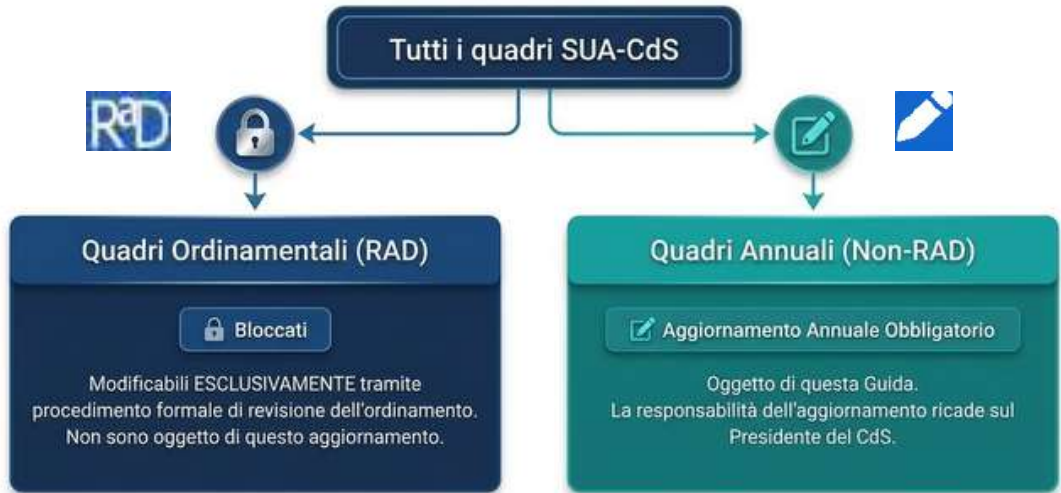 Tutti i quadri SUA-CdS
RaD
Quadri Ordinamentali (RAD)
Bloccati
Modificabili ESCLUSIVAMENTE tramite
procedimento formale di revisione dell'ordinamento.
Non sono oggetto di questo aggiornamento.
Quadri Annuali (Non-RAD)
Aggiornamento Annuale Obbligatorio
Oggetto di questa Guida.
La responsabilità dell'aggiornamento ricade sul
Presidente del CdS.